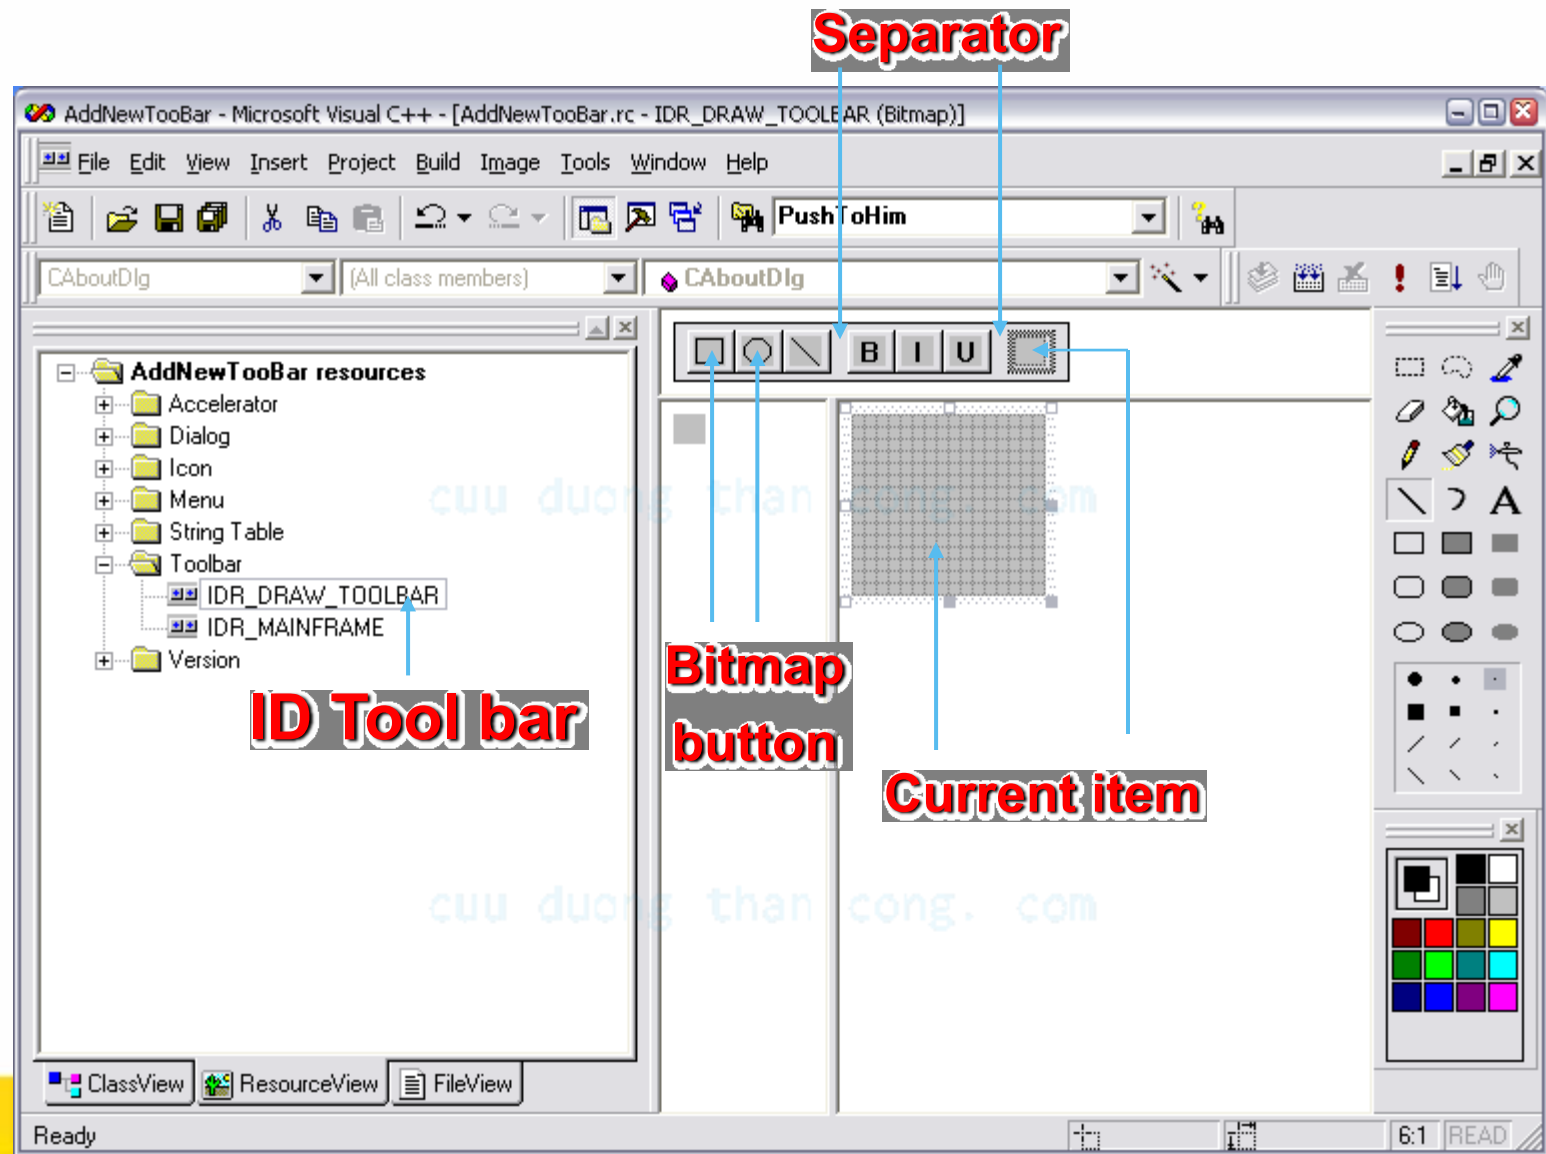 Separator
AddNewTooBar - Microsoft Visual C++ - [AddNewTooBar.rc - IDR_DRAW_TOOLBAR (Bitmap)]
File Edit View Insert Project Build Image Tools Window Help
PushToHim
CAboutDlg (All class members) CAboutDlg
B I U
AddNewTooBar resources
Accelerator
Dialog
Icon
Menu
String Table
Toolbar
IDR_DRAW_TOOLBAR
IDR_MAINFRAME
Version
A
cuu duong than cong. com
ID Tool bar
Bitmap
button
Current item
cuu duong than cong. com
ClassView ResourceView FileView
Ready 6:1 READ